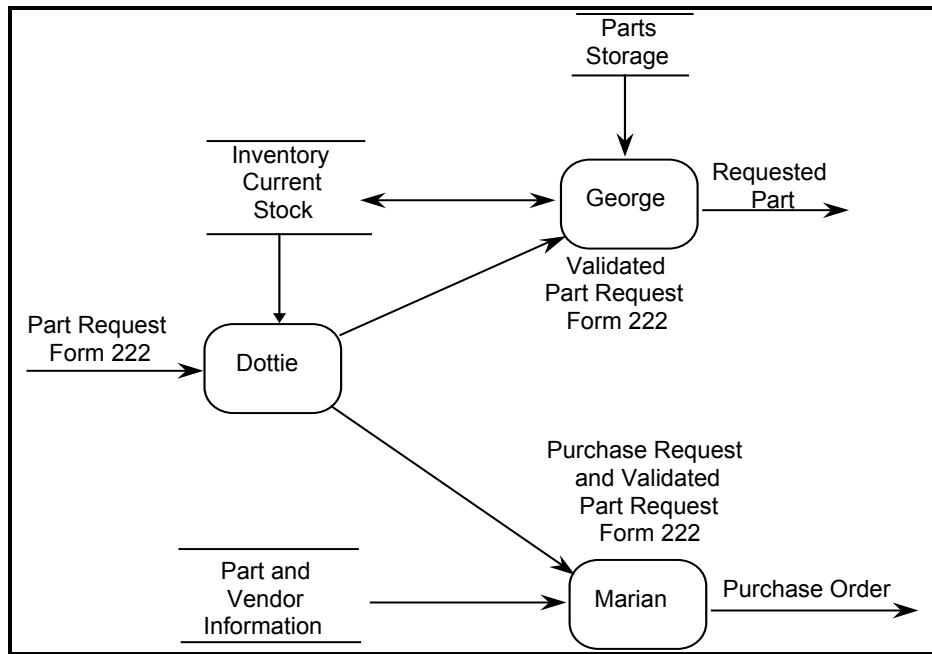 Parts
Storage
Inventory
Current
Stock
George
Requested
Part
Validated
Part Request
Form 222
Part Request
Form 222
Dottie
Purchase Request
and Validated
Part Request
Form 222
Part and
Vendor
Information
Marian
Purchase Order